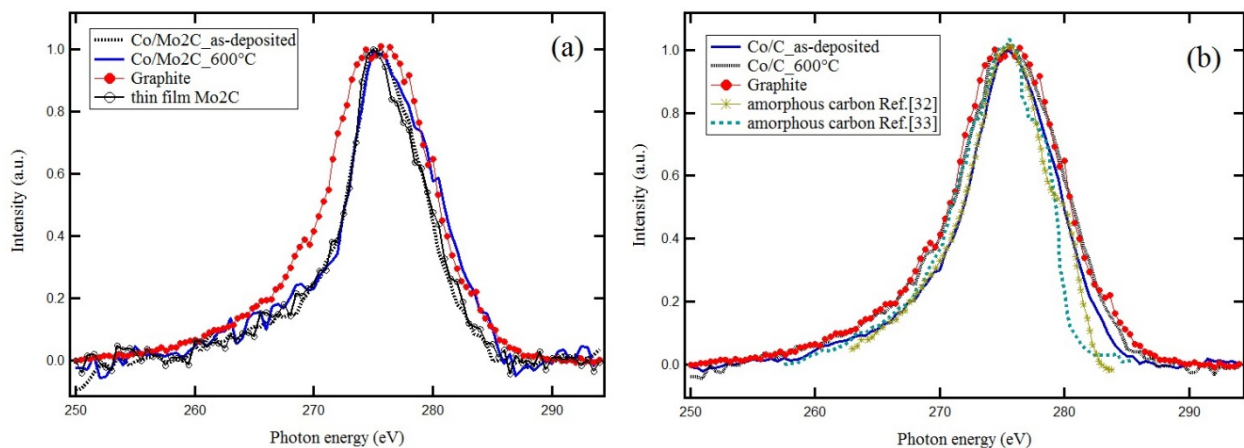 (a)
Co/Mo2C_as-deposited
Co/Mo2C_600°C
Graphite
thin film Mo2C
Intensity (a.u.)
1.0
0.8
0.6
0.4
0.2
0.0
250
260
270
280
290
Photon energy (eV)
(b)
Co/C_as-deposited
Co/C_600°C
Graphite
amorphous carbon Ref.[32]
amorphous carbon Ref.[33]
Intensity (a.u.)
1.0
0.8
0.6
0.4
0.2
0.0
250
260
270
280
290
Photon energy (eV)